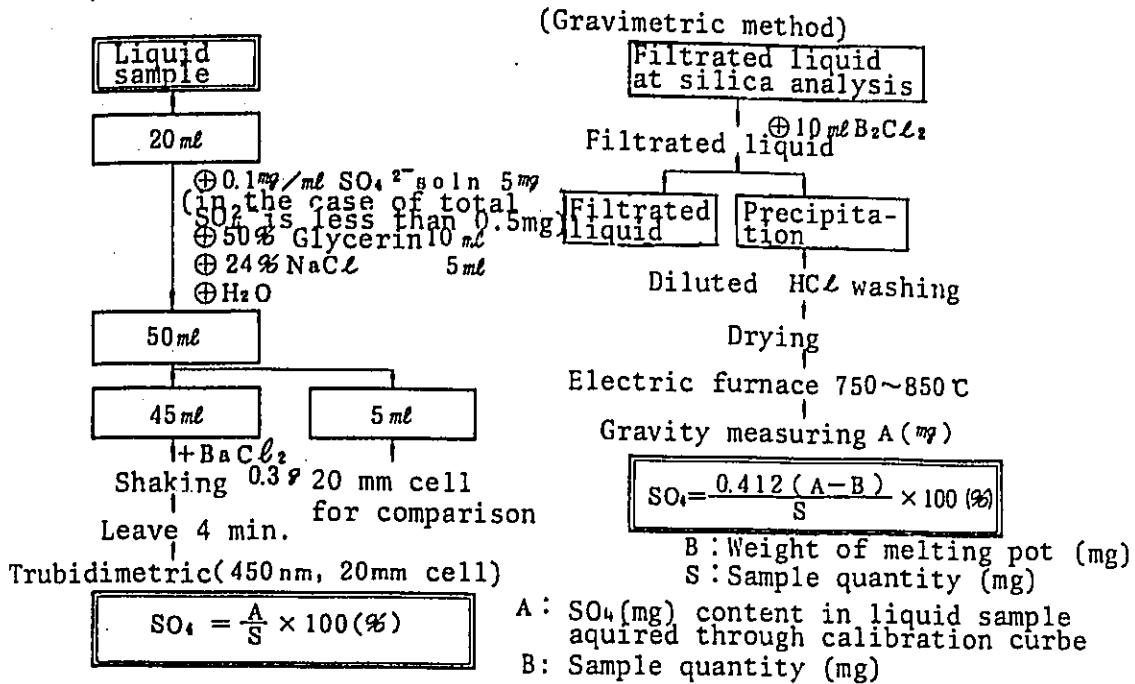 Liquid
sample
20 ml
⊕0.1mg/ml SO₄ ²⁻soln 5mg
(in the case of total
SO₄²⁻is less than 0.5mg)
⊕50% Glycerin 10 ml
⊕24% NaCl 5 ml
⊕H₂O
50 ml
45 ml
5 ml
+BaCl₂
0.3 g
Shaking
20 mm cell
for comparison
Leave 4 min.
Trubidimetric(450 nm, 20mm cell)
SO₄ = A/S × 100 (%)
(Gravimetric method)
Filtrated liquid
at silica analysis
⊕10 ml B₂Cl₂
Filtrated liquid
Filtrated
liquid
Precipita-
tion
Diluted HCl washing
Drying
Electric furnace 750~850℃
Gravity measuring A (mg)
SO₄= 0.412 (A−B)/S × 100 (%)
B : Weight of melting pot (mg)
S : Sample quantity (mg)
A : SO₄(mg) content in liquid sample
aquired through calibration curbe
B: Sample quantity (mg)